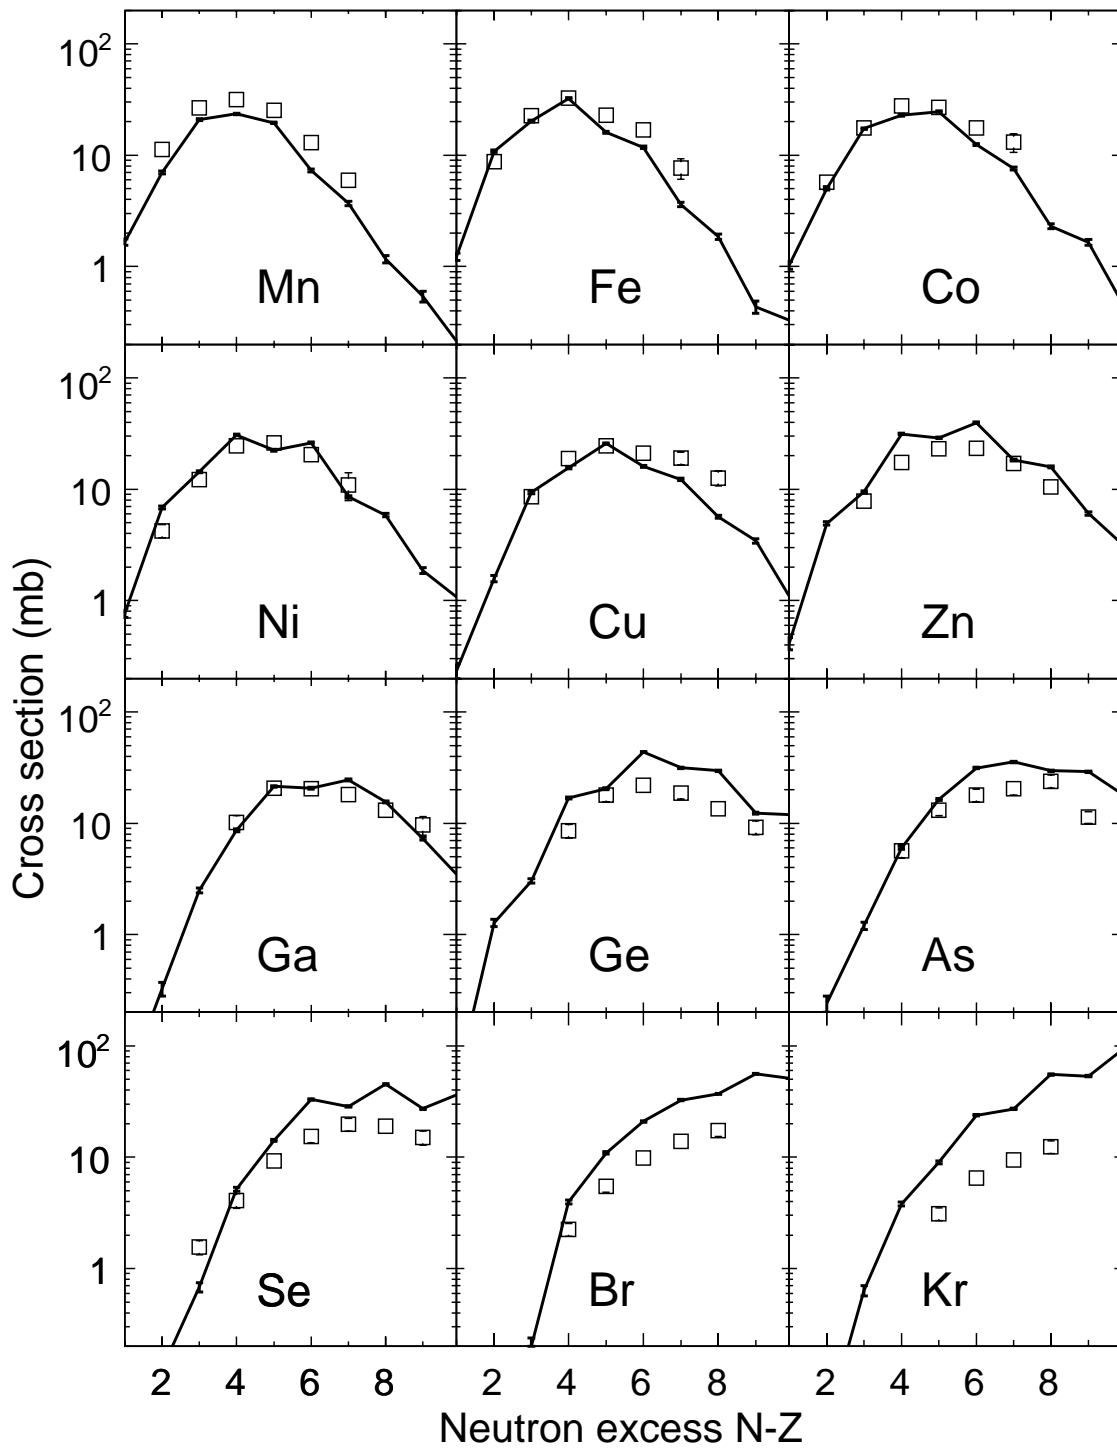 10²
10
1
Mn
Fe
Co
10²
10
1
Ni
Cu
Zn
10²
10
1
Ga
Ge
As
10²
10
1
Se
Br
Kr
2 4 6 8
2 4 6 8
2 4 6 8
Cross section (mb)
Neutron excess N-Z